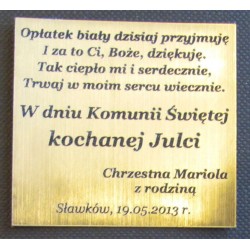 Opłatek biały dzisiaj przyjmuję
I za to Ci, Boże, dziękuję.
Tak ciepło mi i serdecznie,
Trwaj w moim sercu wiecznie.
W dniu Komunii Świętej
kochanej Julci
Chrzestna Mariola
z rodziną
Sławków, 19.05.2013 r.